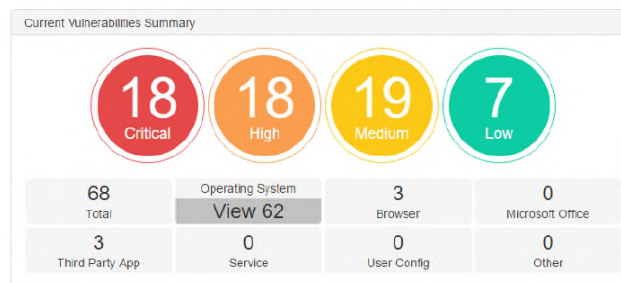 Current Vulnerabilities Summary
18 18 19 7
Critical High Medium Low
68 Operating System 3 0
Total View 62 Browser Microsoft Office
3 0 0 0
Third Party App Service User Config Other